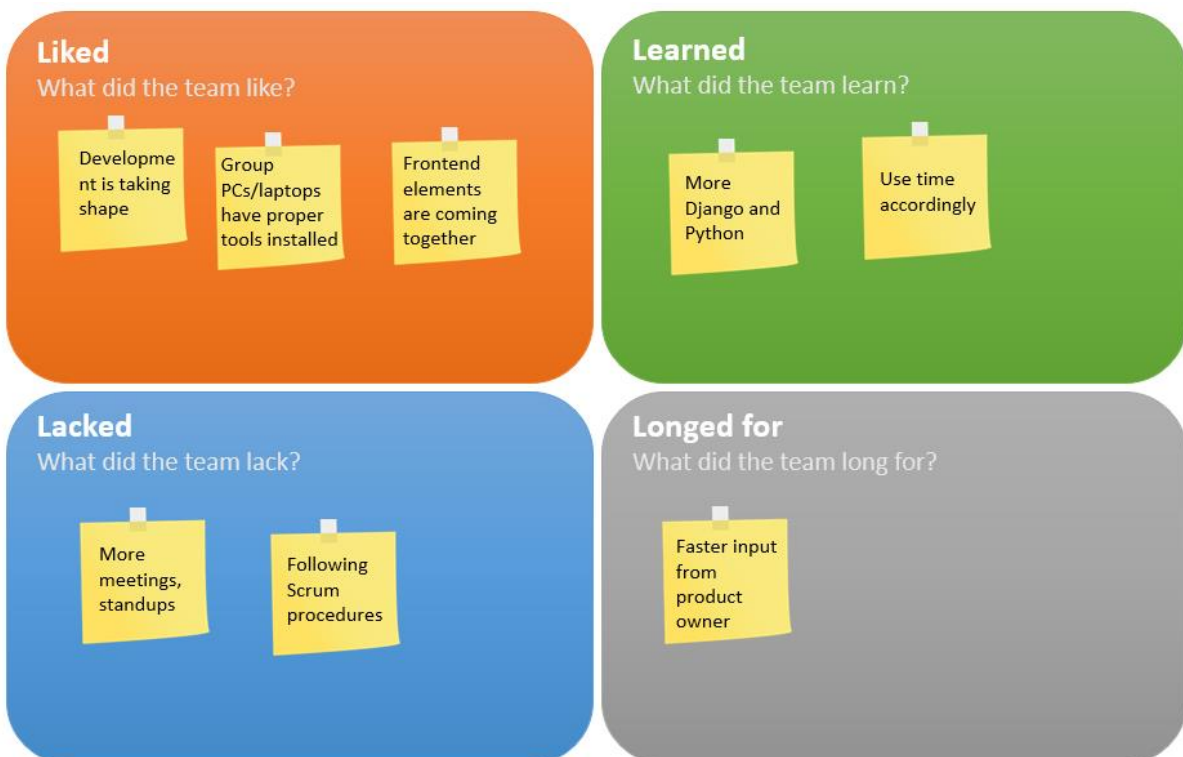 Liked
What did the team like?
Developme
nt is taking
shape
Group
PCs/laptops
have proper
tools installed
Frontend
elements
are coming
together
Learned
What did the team learn?
More
Django and
Python
Use time
accordingly
Lacked
What did the team lack?
More
meetings,
standups
Following
Scrum
procedures
Longed for
What did the team long for?
Faster input
from
product
owner